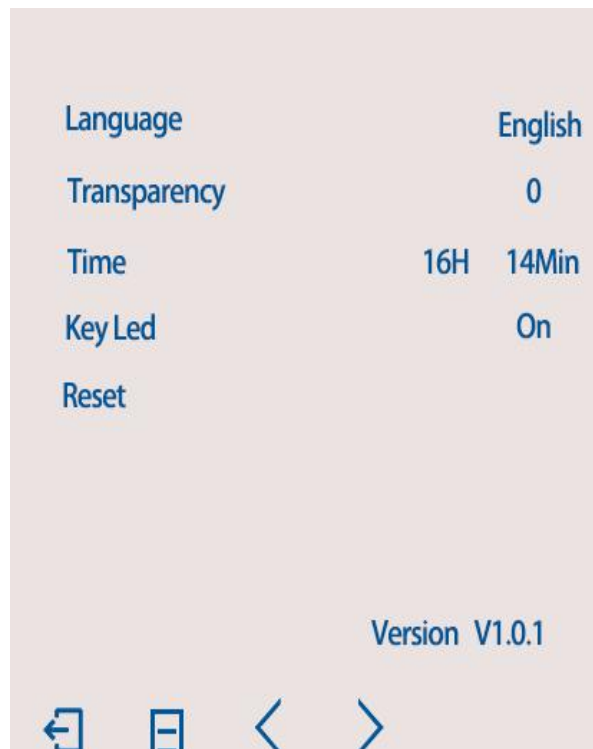 Language English
Transparency 0
Time 16H 14Min
Key Led On
Reset
Version V1.0.1